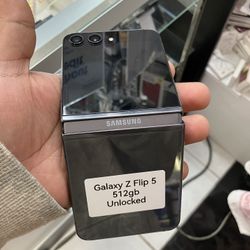 SAMSUNG
Galaxy Z Flip 5
512gb
Unlocked